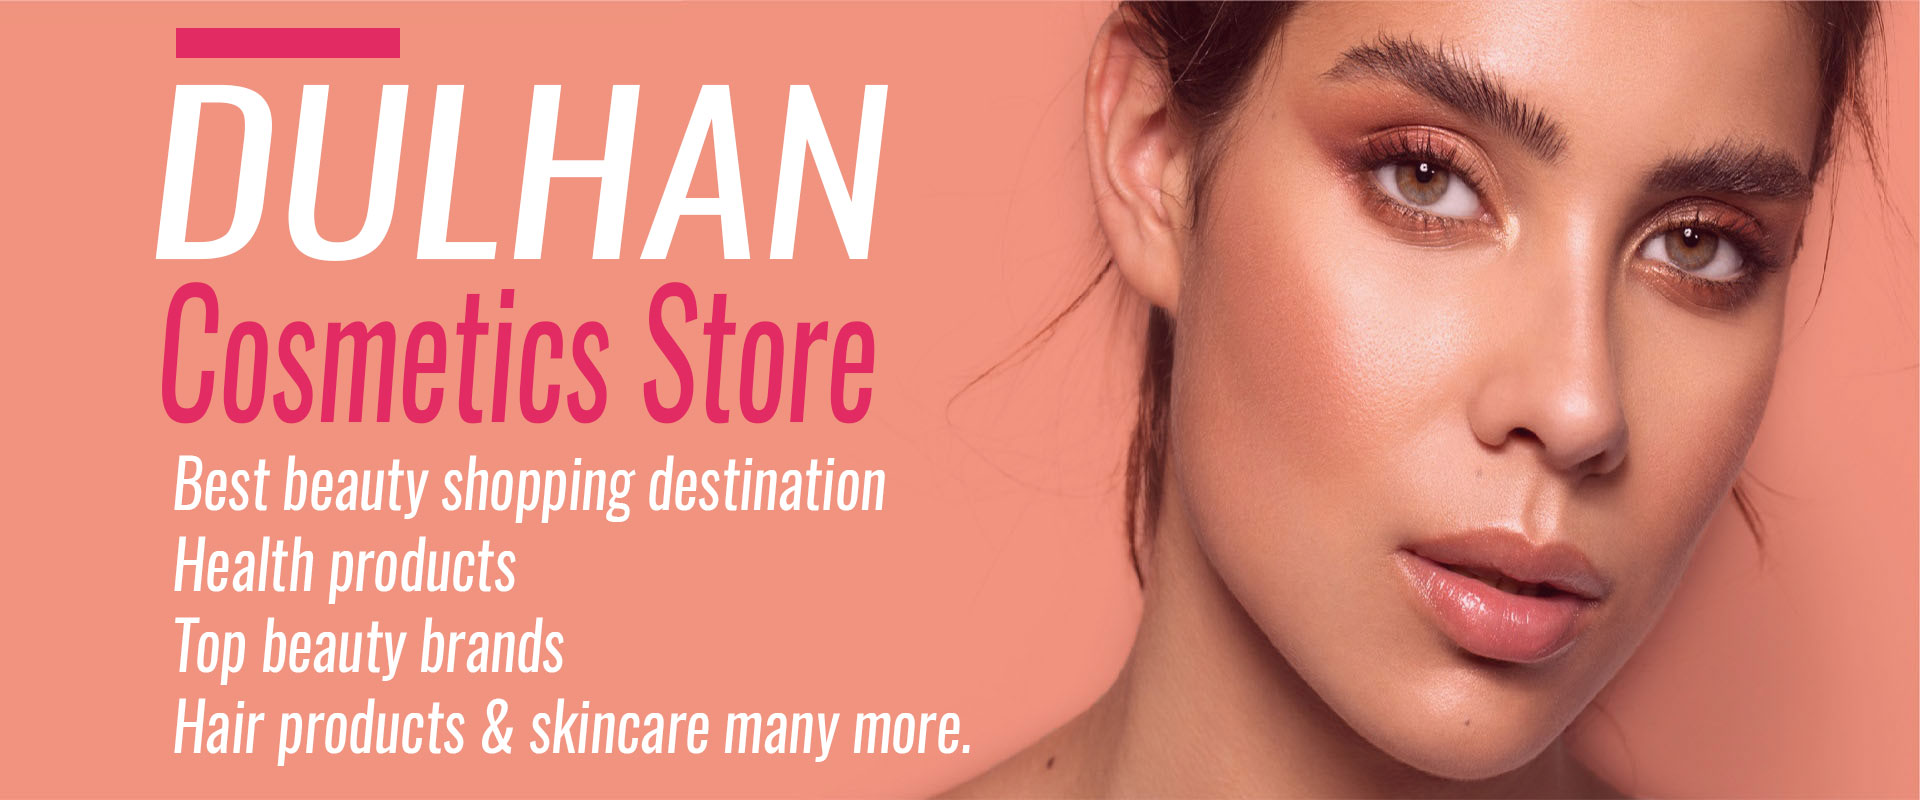 DULHAN
Cosmetics Store
Best beauty shopping destination
Health products
Top beauty brands
Hair products & skincare many more.